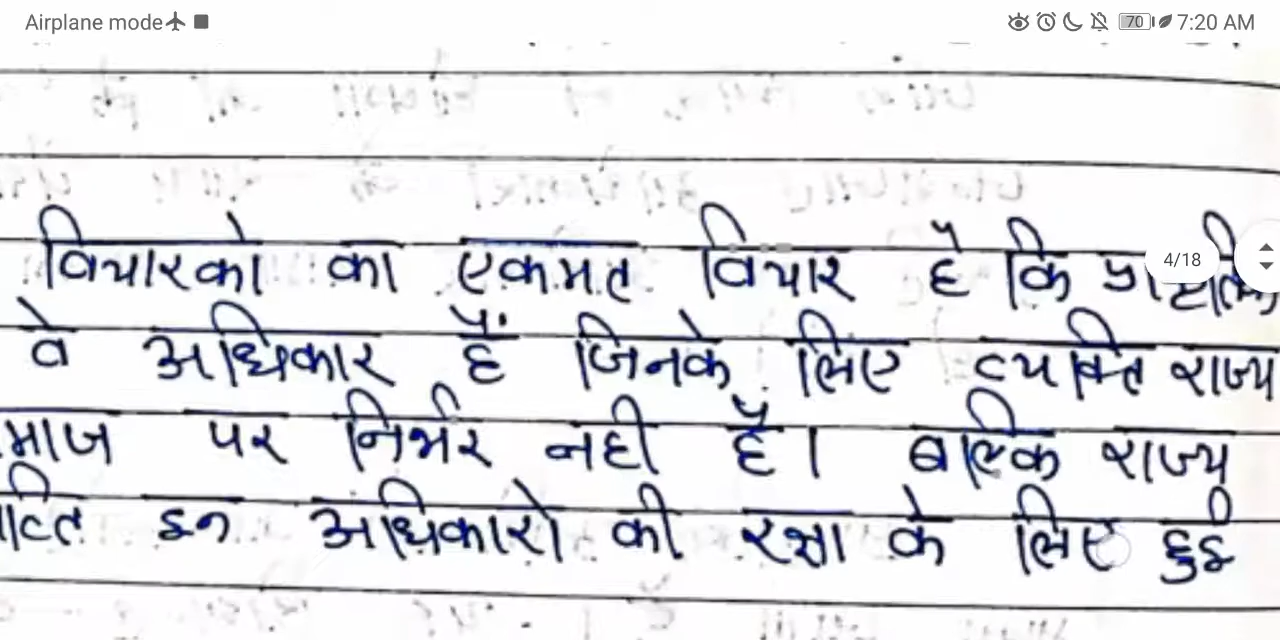 Airplane mode 70 7:20 AM
विचारको का एकमत विचार है कि
4/18
वे अधिकार हैं जिनके लिए व्यक्ति राज्य
माज पर निर्भर नही है। बल्कि राज्य
इन अधिकारो की रक्षा के लिए हुई